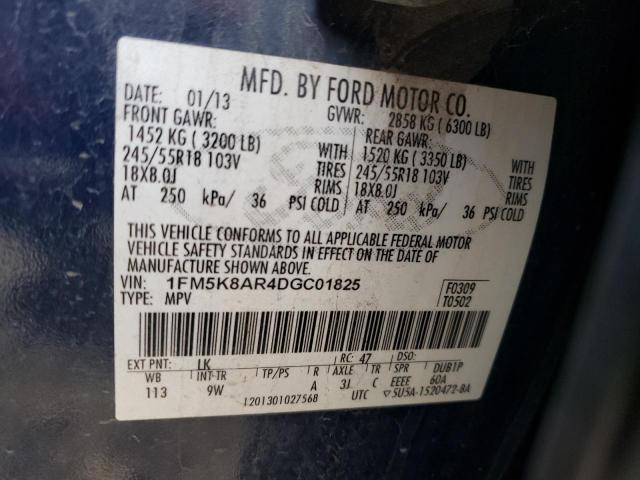 MFD. BY FORD MOTOR CO.
DATE: 01/13 GVWR: 2858 KG ( 6300 LB)
FRONT GAWR: REAR GAWR:
1452 KG ( 3200 LB) 1520 KG ( 3350 LB)
245/55R18 103V TIRES 245/55R18 103V TIRES
18X8.0J RIMS 18X8.0J RIMS
AT 250 kPa/ 36 PSI COLD AT 250 kPa/ 36 PSI COLD
THIS VEHICLE CONFORMS TO ALL APPLICABLE FEDERAL MOTOR
VEHICLE SAFETY STANDARDS IN EFFECT ON THE DATE OF
MANUFACTURE SHOWN ABOVE.
VIN: 1FM5K8AR4DGC01825 F0309
TYPE: MPV T0502
EXT PNT: LK RC: 47 DSO:
WB INT-TR TP/PS R AXLE TR SPR DUB1P
113 9W A 3L C EEEE 60A
1201301027568 UTC 5U5A-1520472-BA